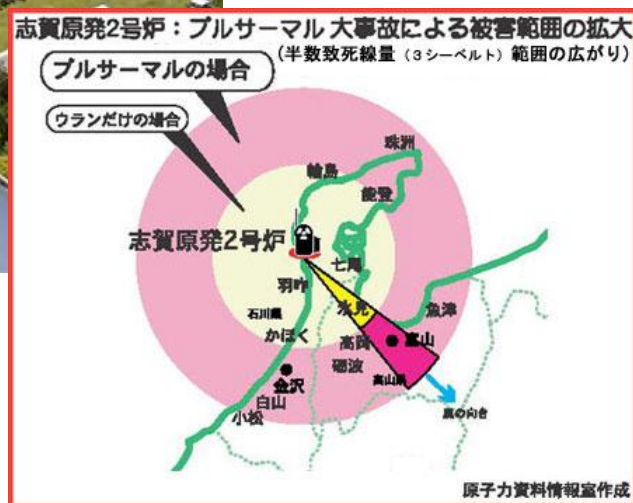 志賀原発2号炉：プルサーマル大事故による被害範囲の拡大
(半数致死線量（3シーベルト）範囲の広がり)
プルサーマルの場合
ウランだけの場合
珠洲
輪島
能登
志賀原発2号炉
七尾
羽咋
氷見
魚津
石川県
かほく
高岡
富山
砺波
富山県
金沢
白山
小松
風の向き
原子力資料情報室作成